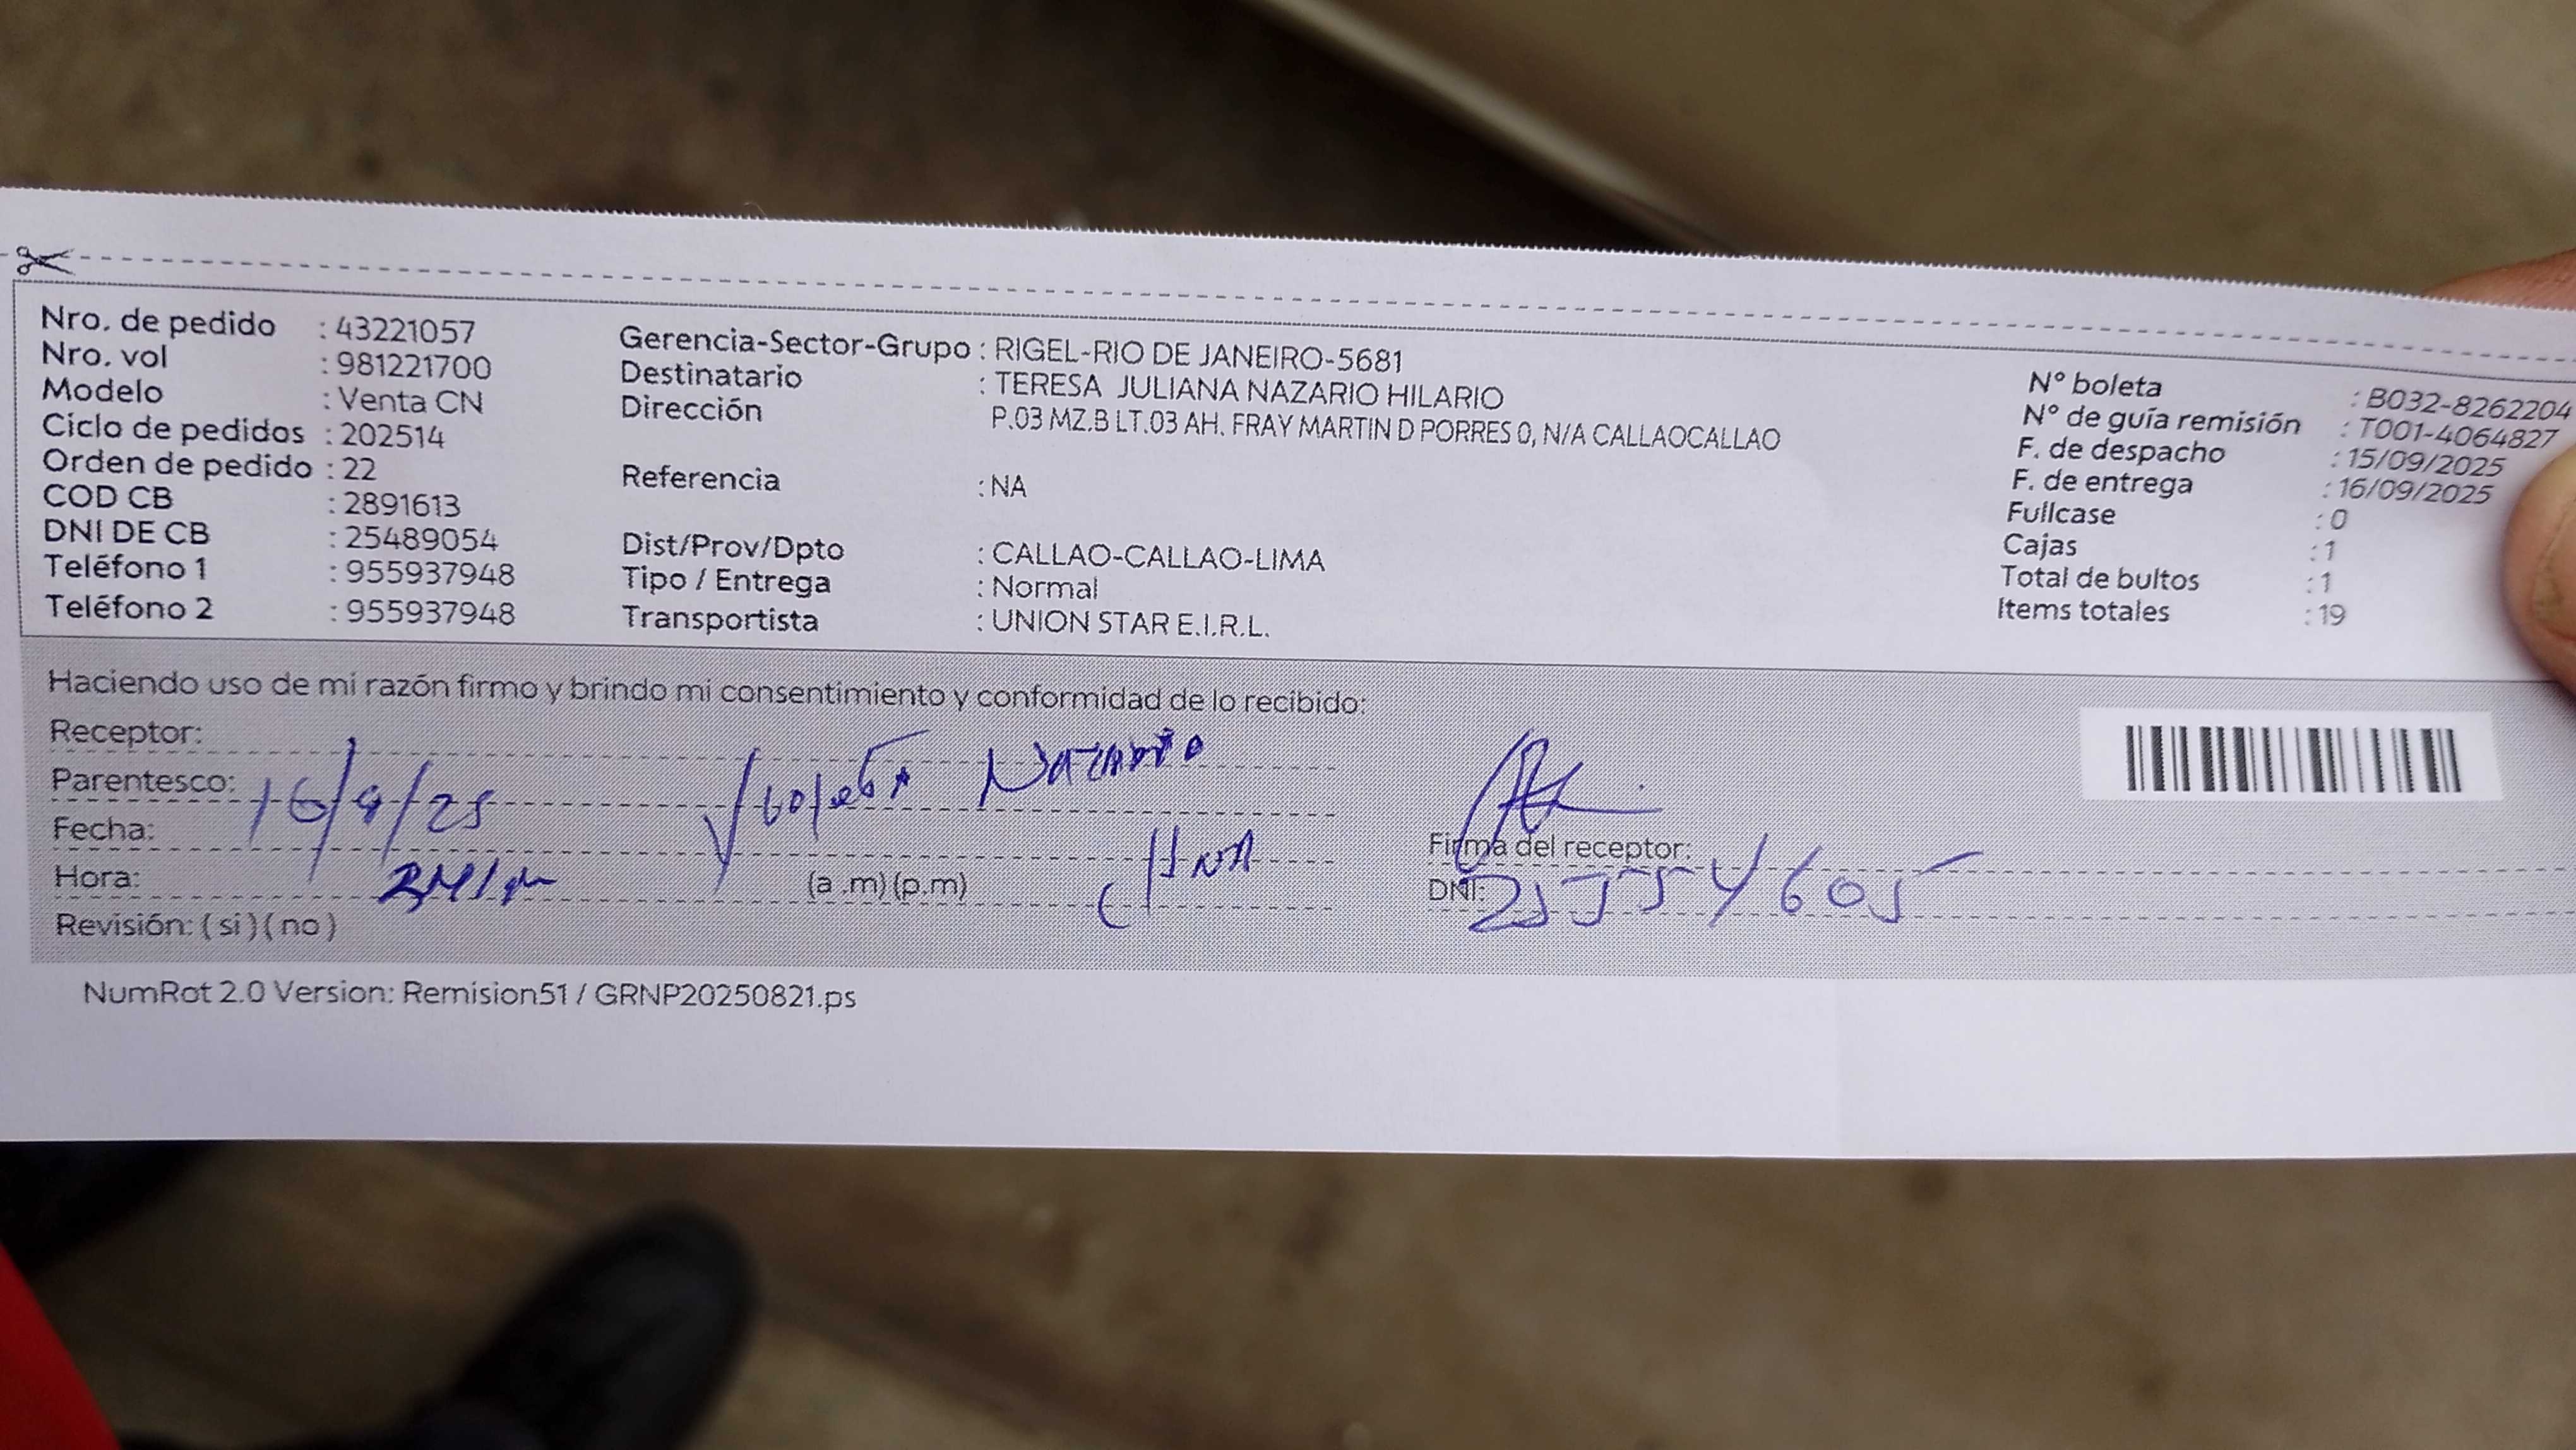 Nro. de pedido : 43221057
Nro. vol : 981221700
Modelo : Venta CN
Ciclo de pedidos : 202514
Orden de pedido : 22
COD CB : 2891613
DNI DE CB : 25489054
Teléfono 1 : 955937948
Teléfono 2 : 955937948
Gerencia-Sector-Grupo : RIGEL-RIO DE JANEIRO-5681
Destinatario : TERESA JULIANA NAZARIO HILARIO
Dirección P.03 MZ.B LT.03 AH. FRAY MARTIN D PORRES 0, N/A CALLAOCALLAO
Referencia : NA
Dist/Prov/Dpto : CALLAO-CALLAO-LIMA
Tipo / Entrega : Normal
Transportista : UNION STAR E.I.R.L.
N° boleta : B032-8262204
N° de guía remisión : T001-4064827
F. de despacho : 15/09/2025
F. de entrega : 16/09/2025
Fullcase : 0
Cajas : 1
Total de bultos : 1
Items totales : 19
Haciendo uso de mi razón firmo y brindo mi consentimiento y conformidad de lo recibido:
Receptor:
Parentesco: 16/9/25 Nazario
Fecha:
Hora: (a .m) (p.m)
Revisión: ( si ) ( no )
Firma del receptor:
DNI:
NumRot 2.0 Version: Remision51 / GRNP20250821.ps